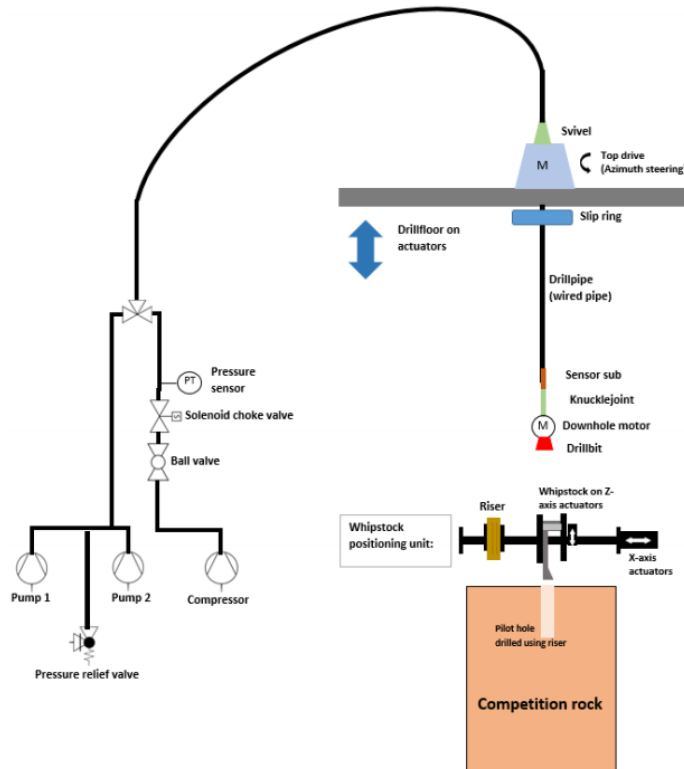 Svivel
M
Top drive
(Azimuth steering)
Slip ring
Drillfloor on
actuators
Drillpipe
(wired pipe)
Pressure
sensor
PT
Solenoid choke valve
S
Ball valve
Sensor sub
Knucklejoint
M
Downhole motor
Drillbit
Pump 1
Pump 2
Compressor
Pressure relief valve
Whipstock
positioning unit:
Riser
Whipstock on Z-
axis actuators
X-axis
actuators
Pilot hole
drilled using riser
Competition rock